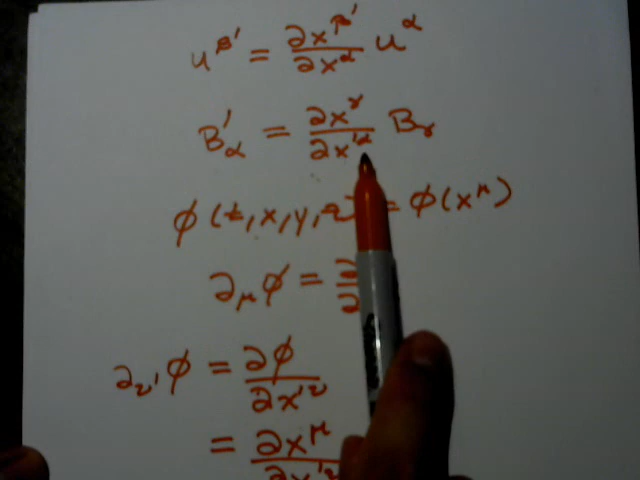 u^β' = ∂x^β'/∂x^α u^α
B'_α = ∂x^γ/∂x'^α B_γ
φ(t,x,y,z) = φ(x^μ)
∂_μ φ = ∂/∂
∂_ν' φ = ∂φ/∂x'^ν
= ∂x^μ/∂x'^ν